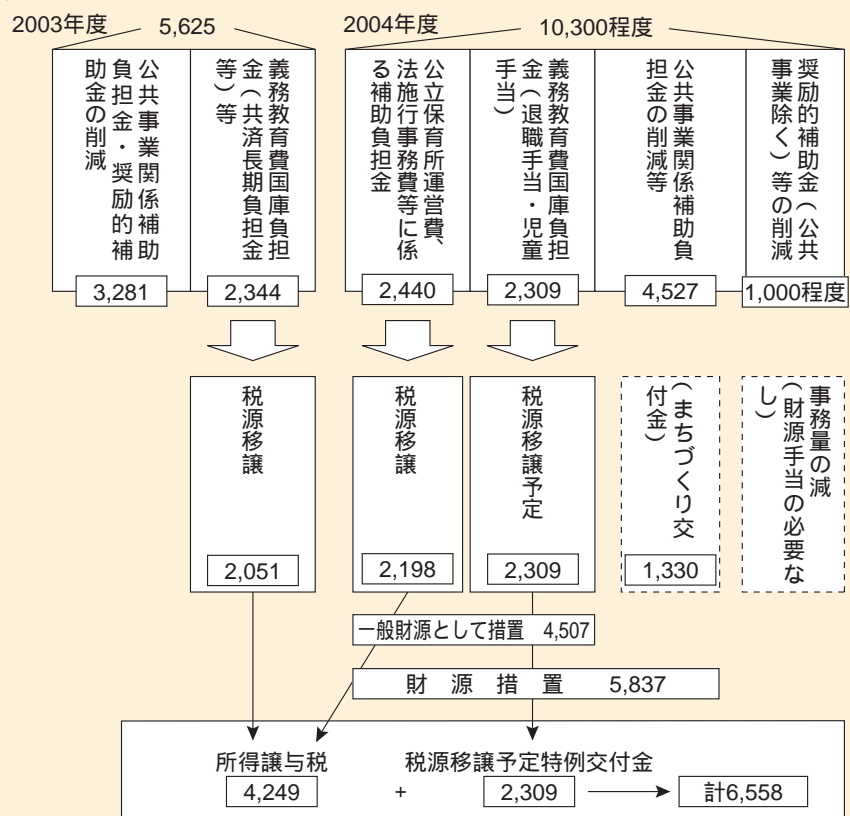 2003年度 5,625
2004年度 10,300程度
公共事業関係補助
負担金・奨励的補
助金の削減
3,281
義務教育費国庫負担
金（共済長期負担金
等）等
2,344
公立保育所運営費、
法施行事務費等に係
る補助負担金
2,440
義務教育費国庫負担
金（退職手当・児童
手当）
2,309
公共事業関係補助負
担金の削減等
4,527
奨励的補助金（公共
事業除く）等の削減
1,000程度
税源移譲
2,051
税源移譲
2,198
税源移譲予定
2,309
（まちづくり交
付金）
1,330
事務量の減
（財源手当の必要な
し）
一般財源として措置 4,507
財源措置 5,837
所得譲与税 税源移譲予定特例交付金
4,249 + 2,309 計6,558